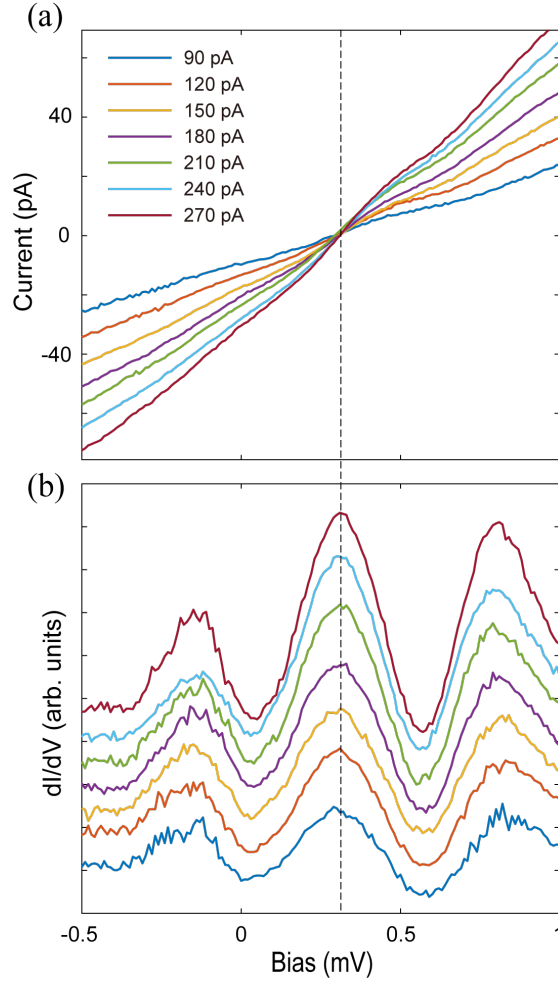 (a)
90 pA
120 pA
150 pA
180 pA
210 pA
240 pA
270 pA
40
0
-40
Current (pA)
(b)
dI/dV (arb. units)
-0.5
0
0.5
1
Bias (mV)